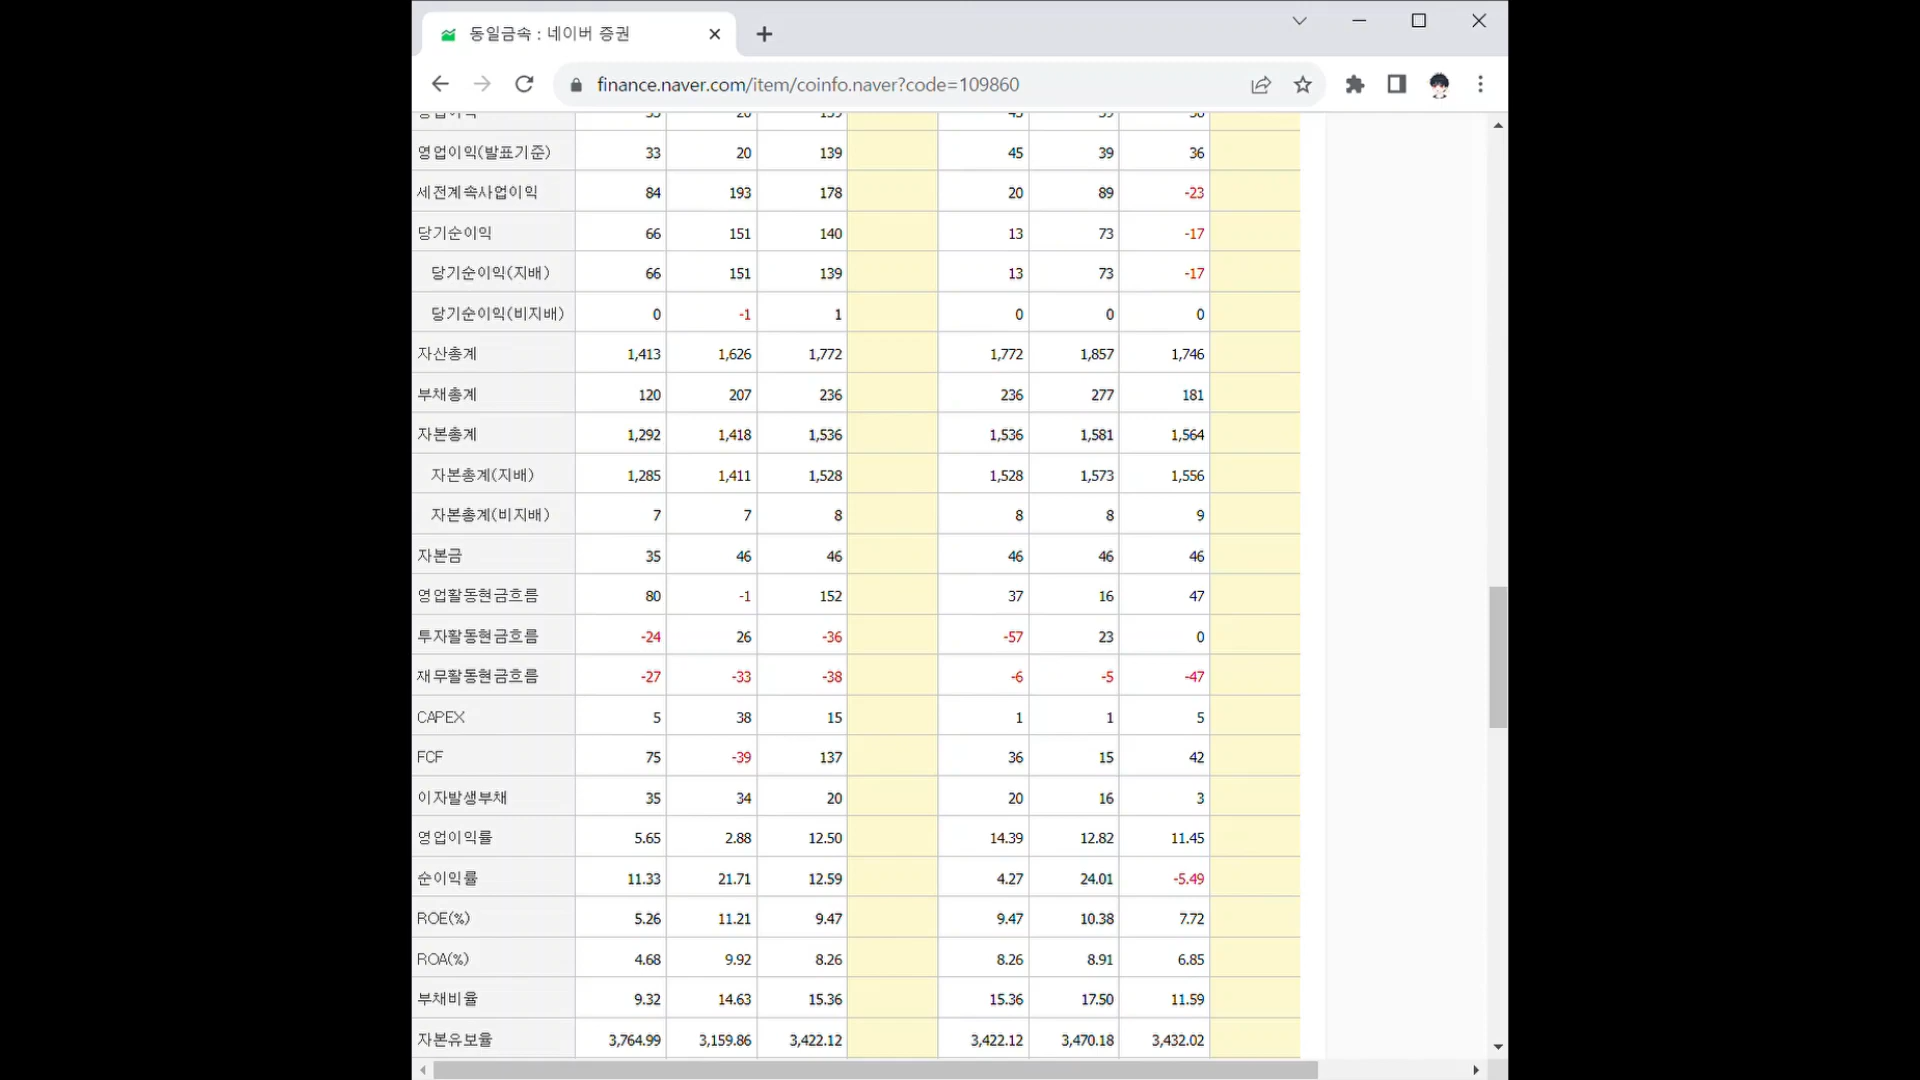 동일금속 : 네이버 증권
finance.naver.com/item/coinfo.naver?code=109860
영업이익 33 20 139 45 39 36
영업이익(발표기준) 33 20 139 45 39 36
세전계속사업이익 84 193 178 20 89 -23
당기순이익 66 151 140 13 73 -17
당기순이익(지배) 66 151 139 13 73 -17
당기순이익(비지배) 0 -1 1 0 0 0
자산총계 1,413 1,626 1,772 1,772 1,857 1,746
부채총계 120 207 236 236 277 181
자본총계 1,292 1,418 1,536 1,536 1,581 1,564
자본총계(지배) 1,285 1,411 1,528 1,528 1,573 1,556
자본총계(비지배) 7 7 8 8 8 9
자본금 35 46 46 46 46 46
영업활동현금흐름 80 -1 152 37 16 47
투자활동현금흐름 -24 26 -36 -57 23 0
재무활동현금흐름 -27 -33 -38 -6 -5 -47
CAPEX 5 38 15 1 1 5
FCF 75 -39 137 36 15 42
이자발생부채 35 34 20 20 16 3
영업이익률 5.65 2.88 12.50 14.39 12.82 11.45
순이익률 11.33 21.71 12.59 4.27 24.01 -5.49
ROE(%) 5.26 11.21 9.47 9.47 10.38 7.72
ROA(%) 4.68 9.92 8.26 8.26 8.91 6.85
부채비율 9.32 14.63 15.36 15.36 17.50 11.59
자본유보율 3,764.99 3,159.86 3,422.12 3,422.12 3,470.18 3,432.02